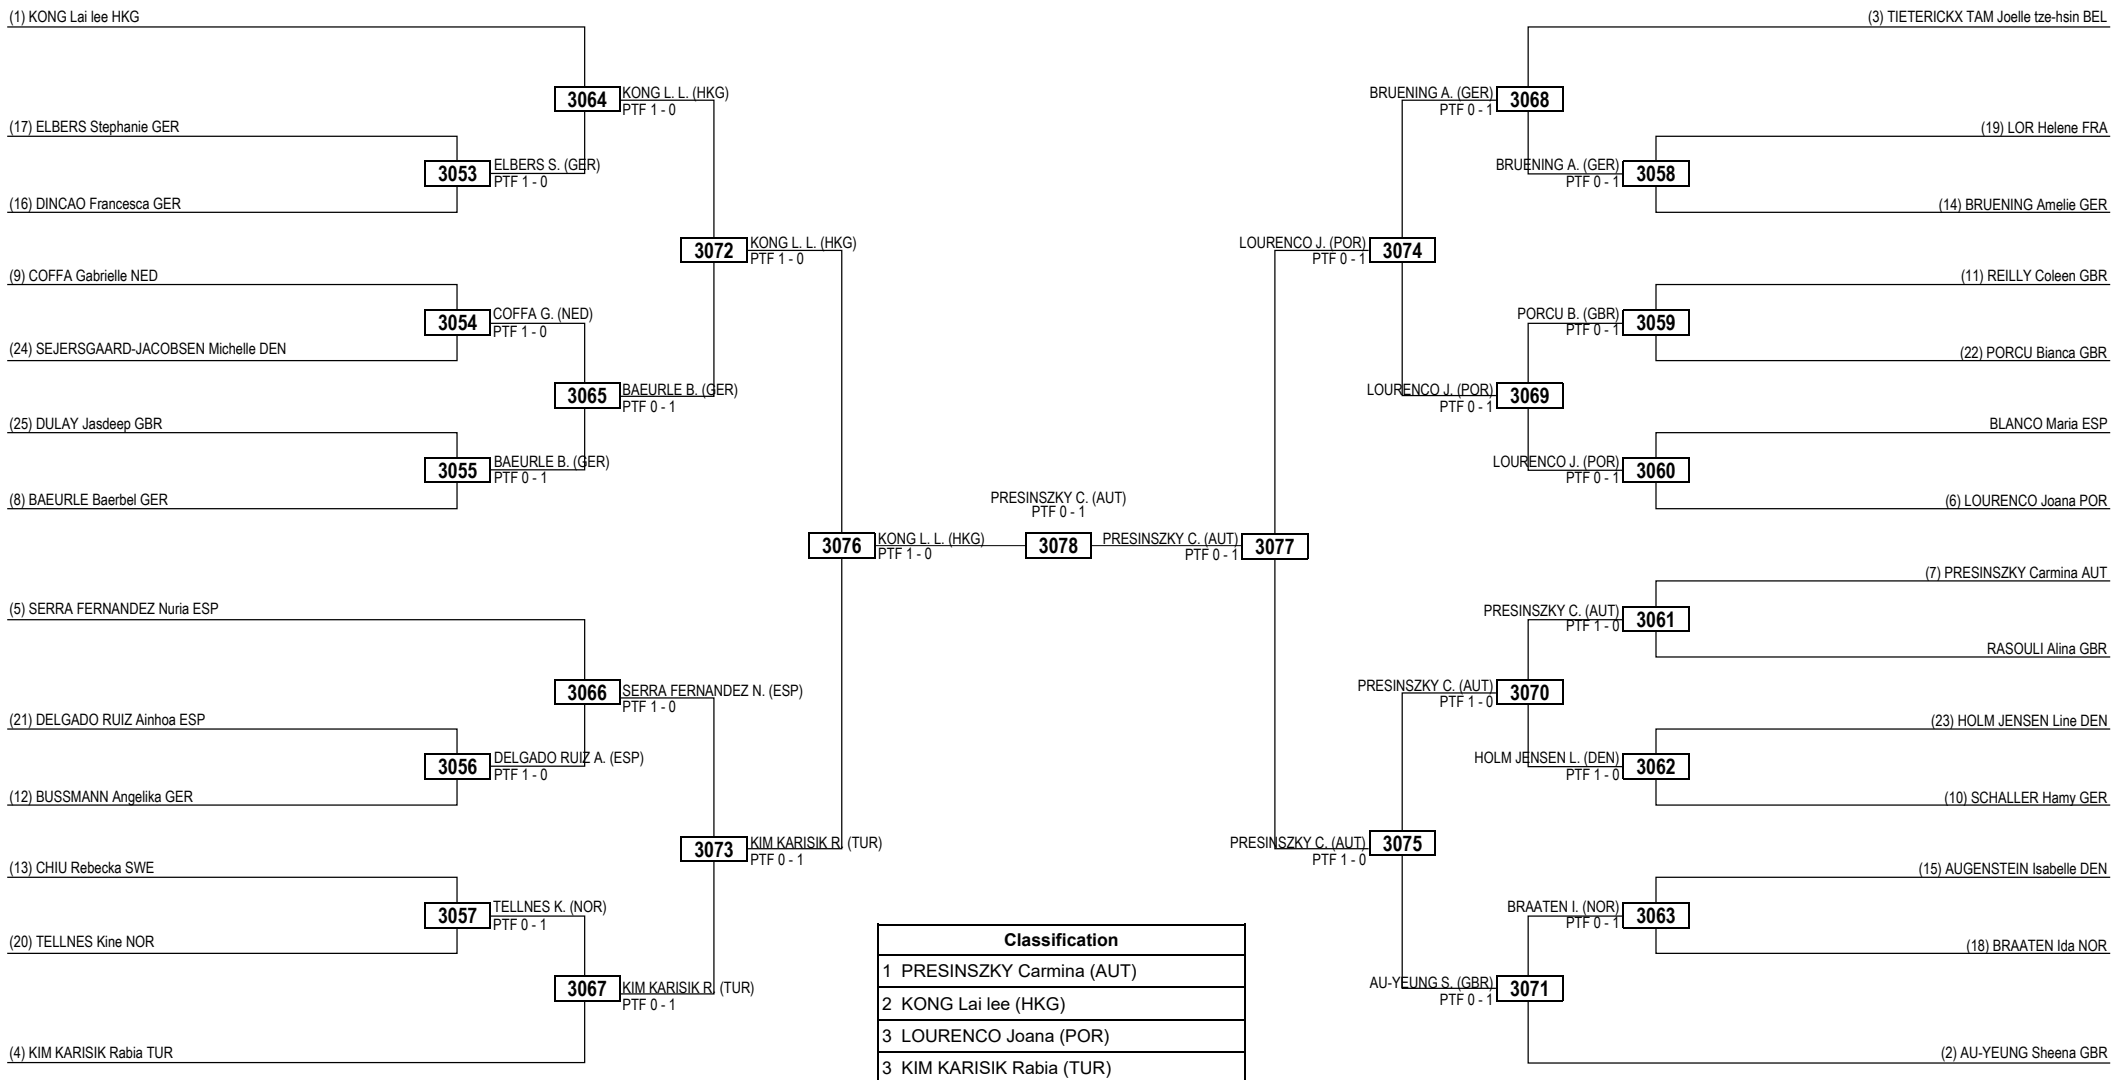 (1) KONG Lai lee HKG
(3) TIETERICKX TAM Joelle tze-hsin BEL
3064
KONG L. L. (HKG)
PTF 1 - 0
BRUENING A. (GER)
PTF 0 - 1
3068
(17) ELBERS Stephanie GER
(19) LOR Helene FRA
3053
ELBERS S. (GER)
PTF 1 - 0
BRUENING A. (GER)
PTF 0 - 1
3058
(16) DINCAO Francesca GER
(14) BRUENING Amelie GER
3072
KONG L. L. (HKG)
PTF 1 - 0
LOURENCO J. (POR)
PTF 0 - 1
3074
(9) COFFA Gabrielle NED
(11) REILLY Coleen GBR
3054
COFFA G. (NED)
PTF 1 - 0
PORCU B. (GBR)
PTF 0 - 1
3059
(24) SEJERSGAARD-JACOBSEN Michelle DEN
(22) PORCU Bianca GBR
3065
BAEURLE B. (GER)
PTF 0 - 1
LOURENCO J. (POR)
PTF 0 - 1
3069
(25) DULAY Jasdeep GBR
BLANCO Maria ESP
3055
BAEURLE B. (GER)
PTF 0 - 1
LOURENCO J. (POR)
PTF 0 - 1
3060
(8) BAEURLE Baerbel GER
(6) LOURENCO Joana POR
PRESINSZKY C. (AUT)
PTF 0 - 1
3076
KONG L. L. (HKG)
PTF 1 - 0
3078
PRESINSZKY C. (AUT)
PTF 0 - 1
3077
(7) PRESINSZKY Carmina AUT
(5) SERRA FERNANDEZ Nuria ESP
PRESINSZKY C. (AUT)
PTF 1 - 0
3061
RASOULI Alina GBR
3066
SERRA FERNANDEZ N. (ESP)
PTF 1 - 0
PRESINSZKY C. (AUT)
PTF 1 - 0
3070
(21) DELGADO RUIZ Ainhoa ESP
(23) HOLM JENSEN Line DEN
3056
DELGADO RUIZ A. (ESP)
PTF 1 - 0
HOLM JENSEN L. (DEN)
PTF 1 - 0
3062
(12) BUSSMANN Angelika GER
(10) SCHALLER Hamy GER
3073
KIM KARISIK R. (TUR)
PTF 0 - 1
PRESINSZKY C. (AUT)
PTF 1 - 0
3075
(13) CHIU Rebecka SWE
(15) AUGENSTEIN Isabelle DEN
3057
TELLNES K. (NOR)
PTF 0 - 1
BRAATEN I. (NOR)
PTF 0 - 1
3063
(20) TELLNES Kine NOR
(18) BRAATEN Ida NOR
3067
KIM KARISIK R. (TUR)
PTF 0 - 1
AU-YEUNG S. (GBR)
PTF 0 - 1
3071
(4) KIM KARISIK Rabia TUR
(2) AU-YEUNG Sheena GBR
Classification
1 PRESINSZKY Carmina (AUT)
2 KONG Lai lee (HKG)
3 LOURENCO Joana (POR)
3 KIM KARISIK Rabia (TUR)